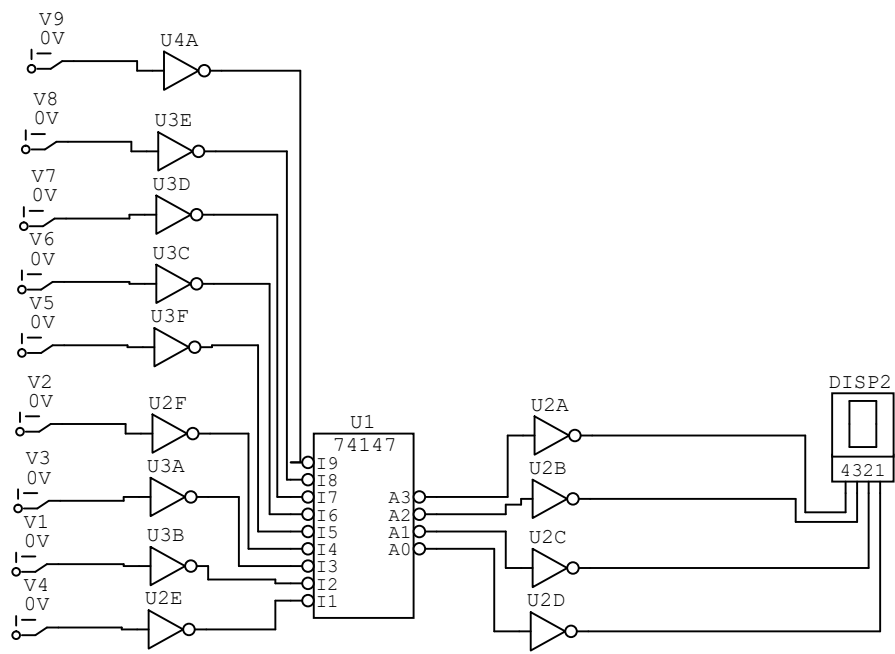 V9
0V
U4A
V8
0V
U3E
V7
0V
U3D
V6
0V
U3C
V5
0V
U3F
V2
0V
U2F
V3
0V
U3A
V1
0V
U3B
V4
0V
U2E
U1
74147
I9
I8
I7
I6
I5
I4
I3
I2
I1
A3
A2
A1
A0
U2A
U2B
U2C
U2D
DISP2
4321